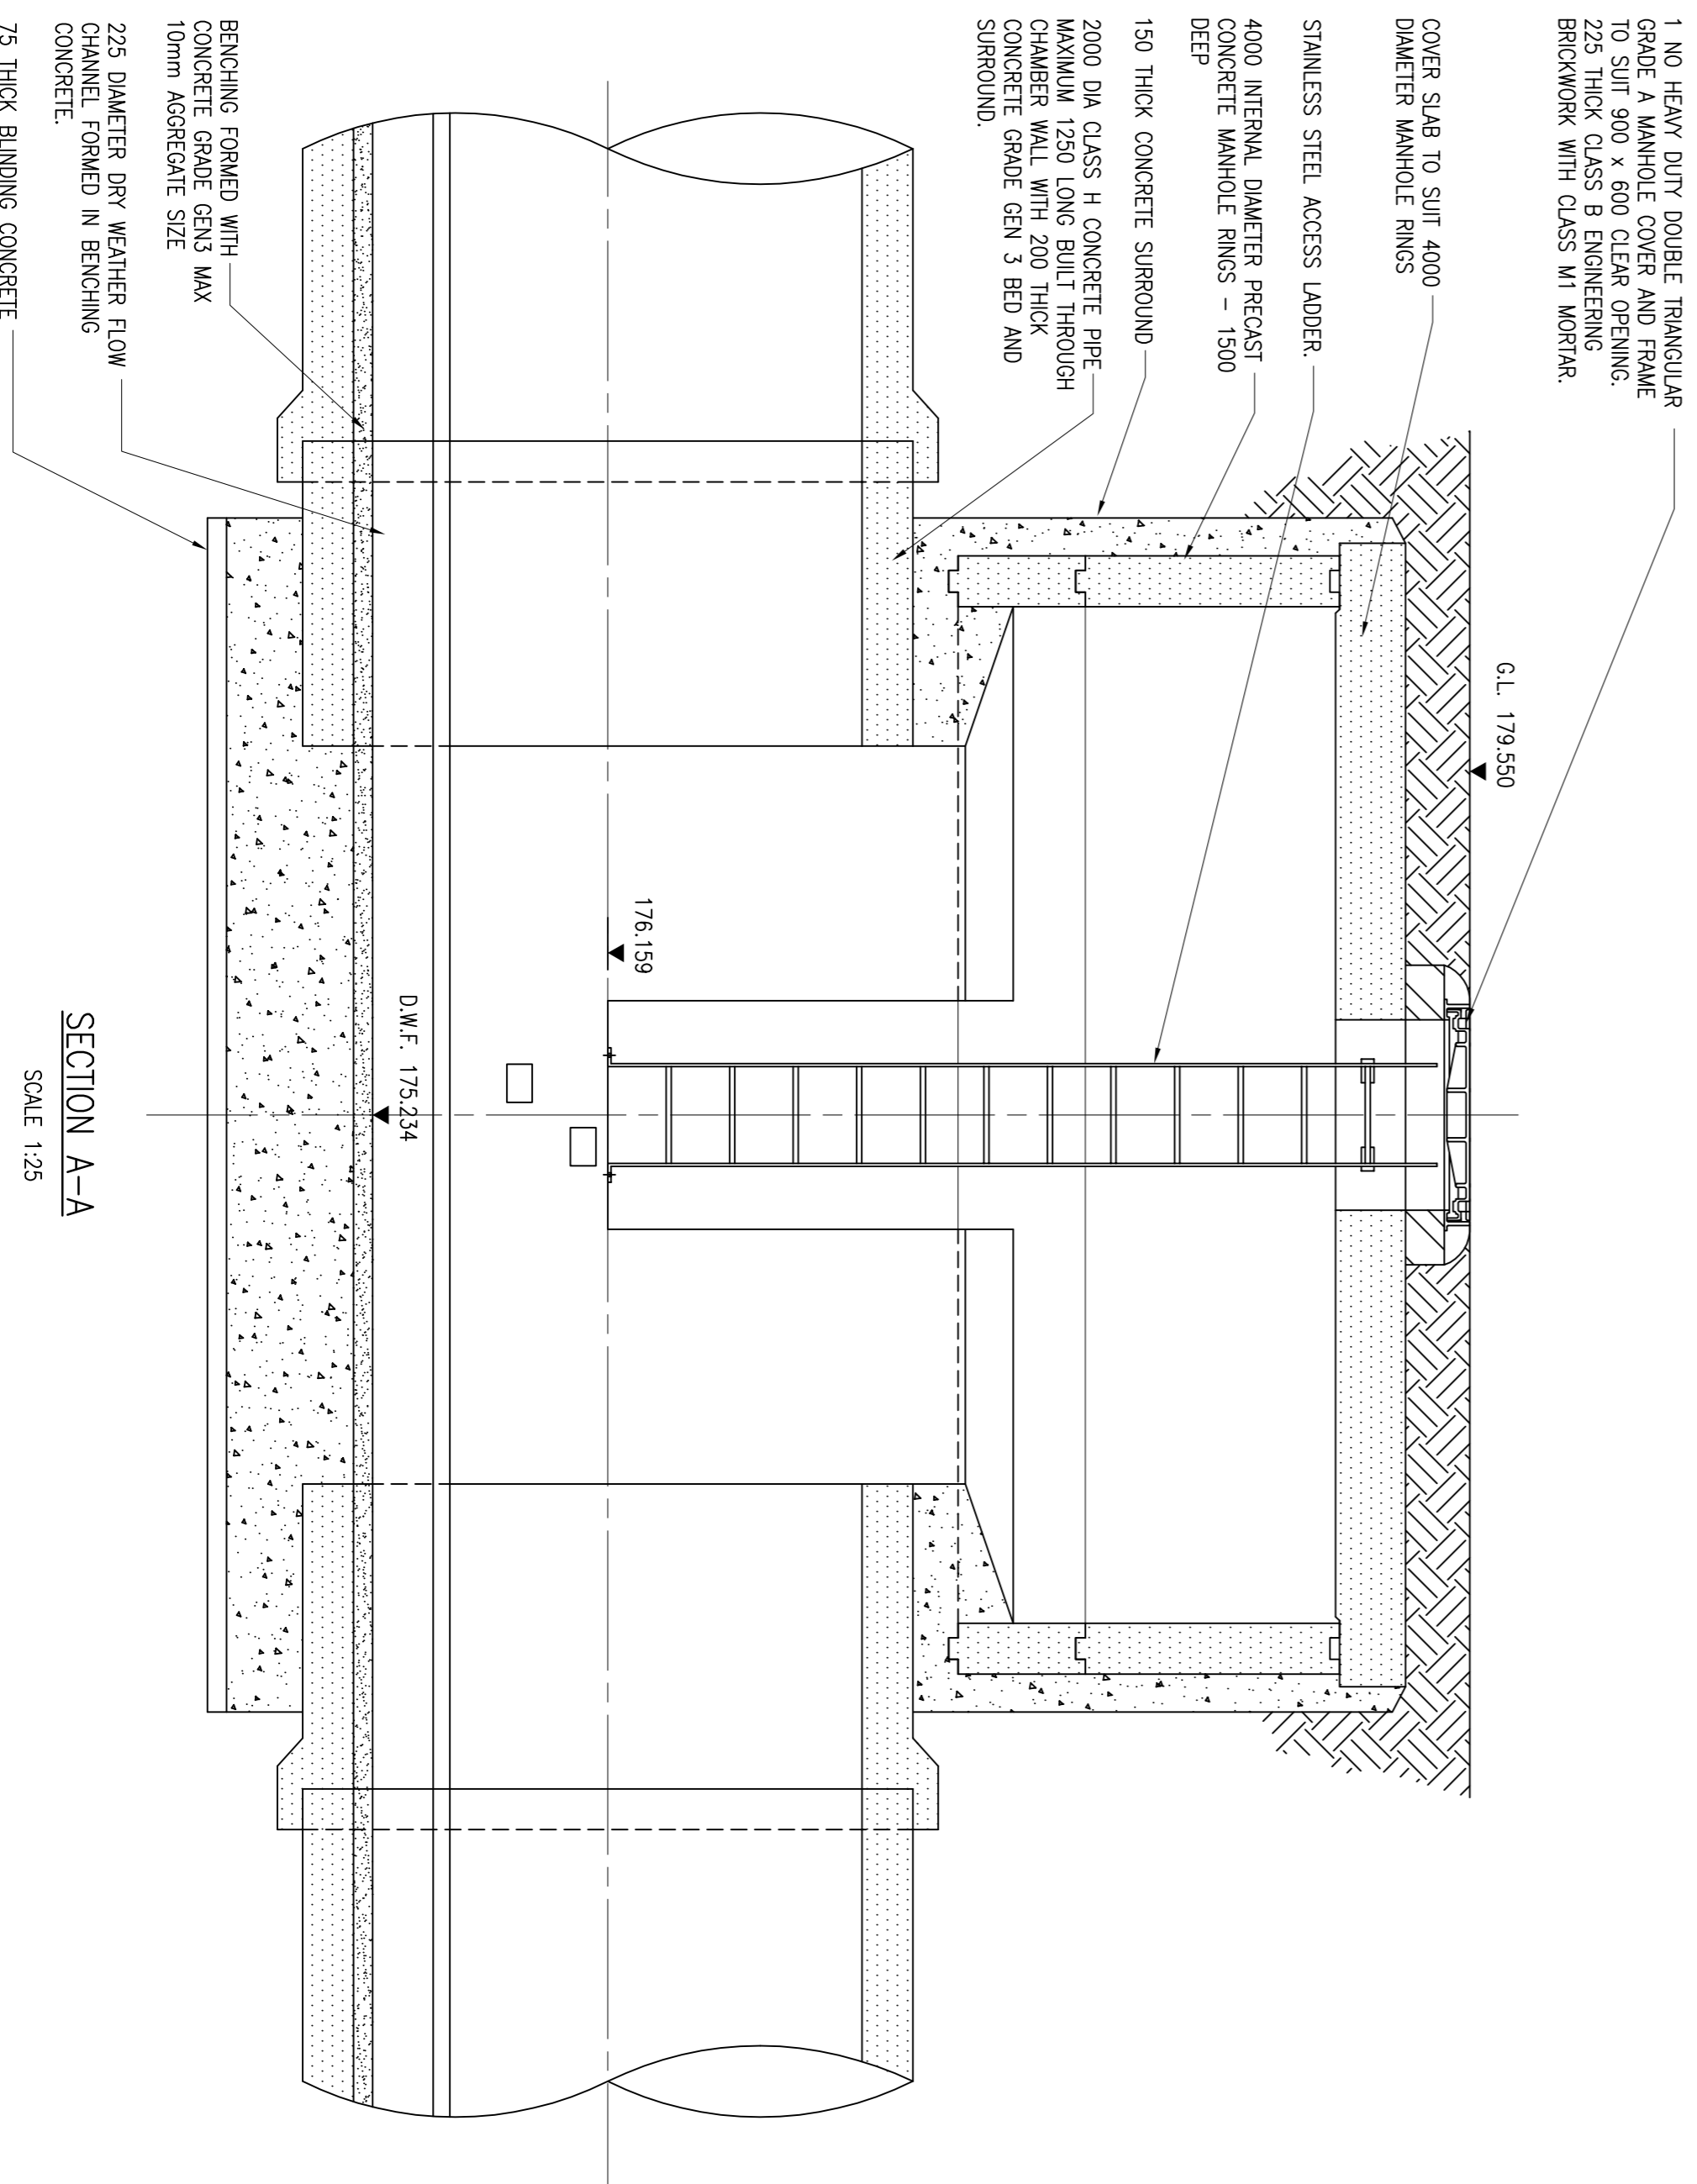 1 NO HEAVY DUTY DOUBLE TRIANGULAR
GRADE A MANHOLE COVER AND FRAME
TO SUIT 900 x 600 CLEAR OPENING.
225 THICK CLASS B ENGINEERING
BRICKWORK WITH CLASS M1 MORTAR.
COVER SLAB TO SUIT 4000
DIAMETER MANHOLE RINGS
STAINLESS STEEL ACCESS LADDER.
4000 INTERNAL DIAMETER PRECAST
CONCRETE MANHOLE RINGS - 1500
DEEP
150 THICK CONCRETE SURROUND
2000 DIA CLASS H CONCRETE PIPE
MAXIMUM 1250 LONG BUILT THROUGH
CHAMBER WALL WITH 200 THICK
CONCRETE GRADE GEN 3 BED AND
SURROUND.
BENCHING FORMED WITH
CONCRETE GRADE GEN3 MAX
10mm AGGREGATE SIZE
225 DIAMETER DRY WEATHER FLOW
CHANNEL FORMED IN BENCHING
CONCRETE.
75 THICK BLINDING CONCRETE
G.L. 179.550
176.159
D.W.F. 175.234
SECTION A-A
SCALE 1:25